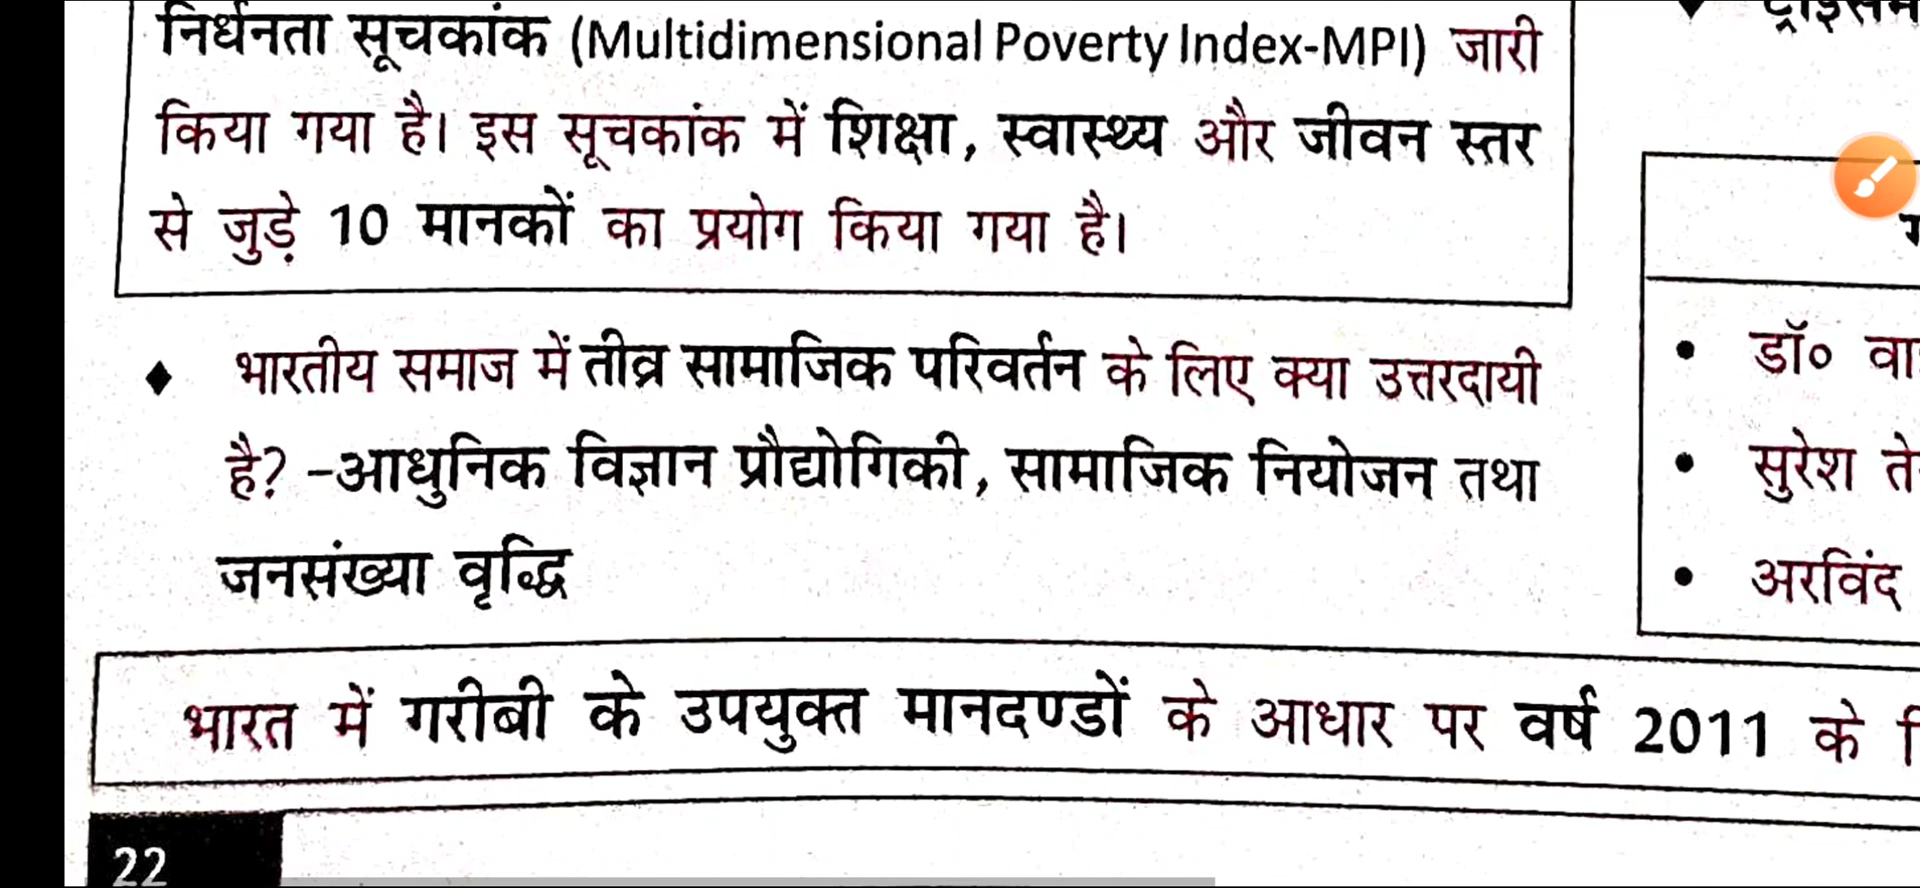 निर्धनता सूचकांक (Multidimensional Poverty Index-MPI) जारी
किया गया है। इस सूचकांक में शिक्षा, स्वास्थ्य और जीवन स्तर
से जुड़े 10 मानकों का प्रयोग किया गया है।
♦ भारतीय समाज में तीव्र सामाजिक परिवर्तन के लिए क्या उत्तरदायी
है? –आधुनिक विज्ञान प्रौद्योगिकी, सामाजिक नियोजन तथा
जनसंख्या वृद्धि
भारत में गरीबी के उपयुक्त मानदण्डों के आधार पर वर्ष 2011 के
22
• डॉ०
• सुरेश
• अरविंद